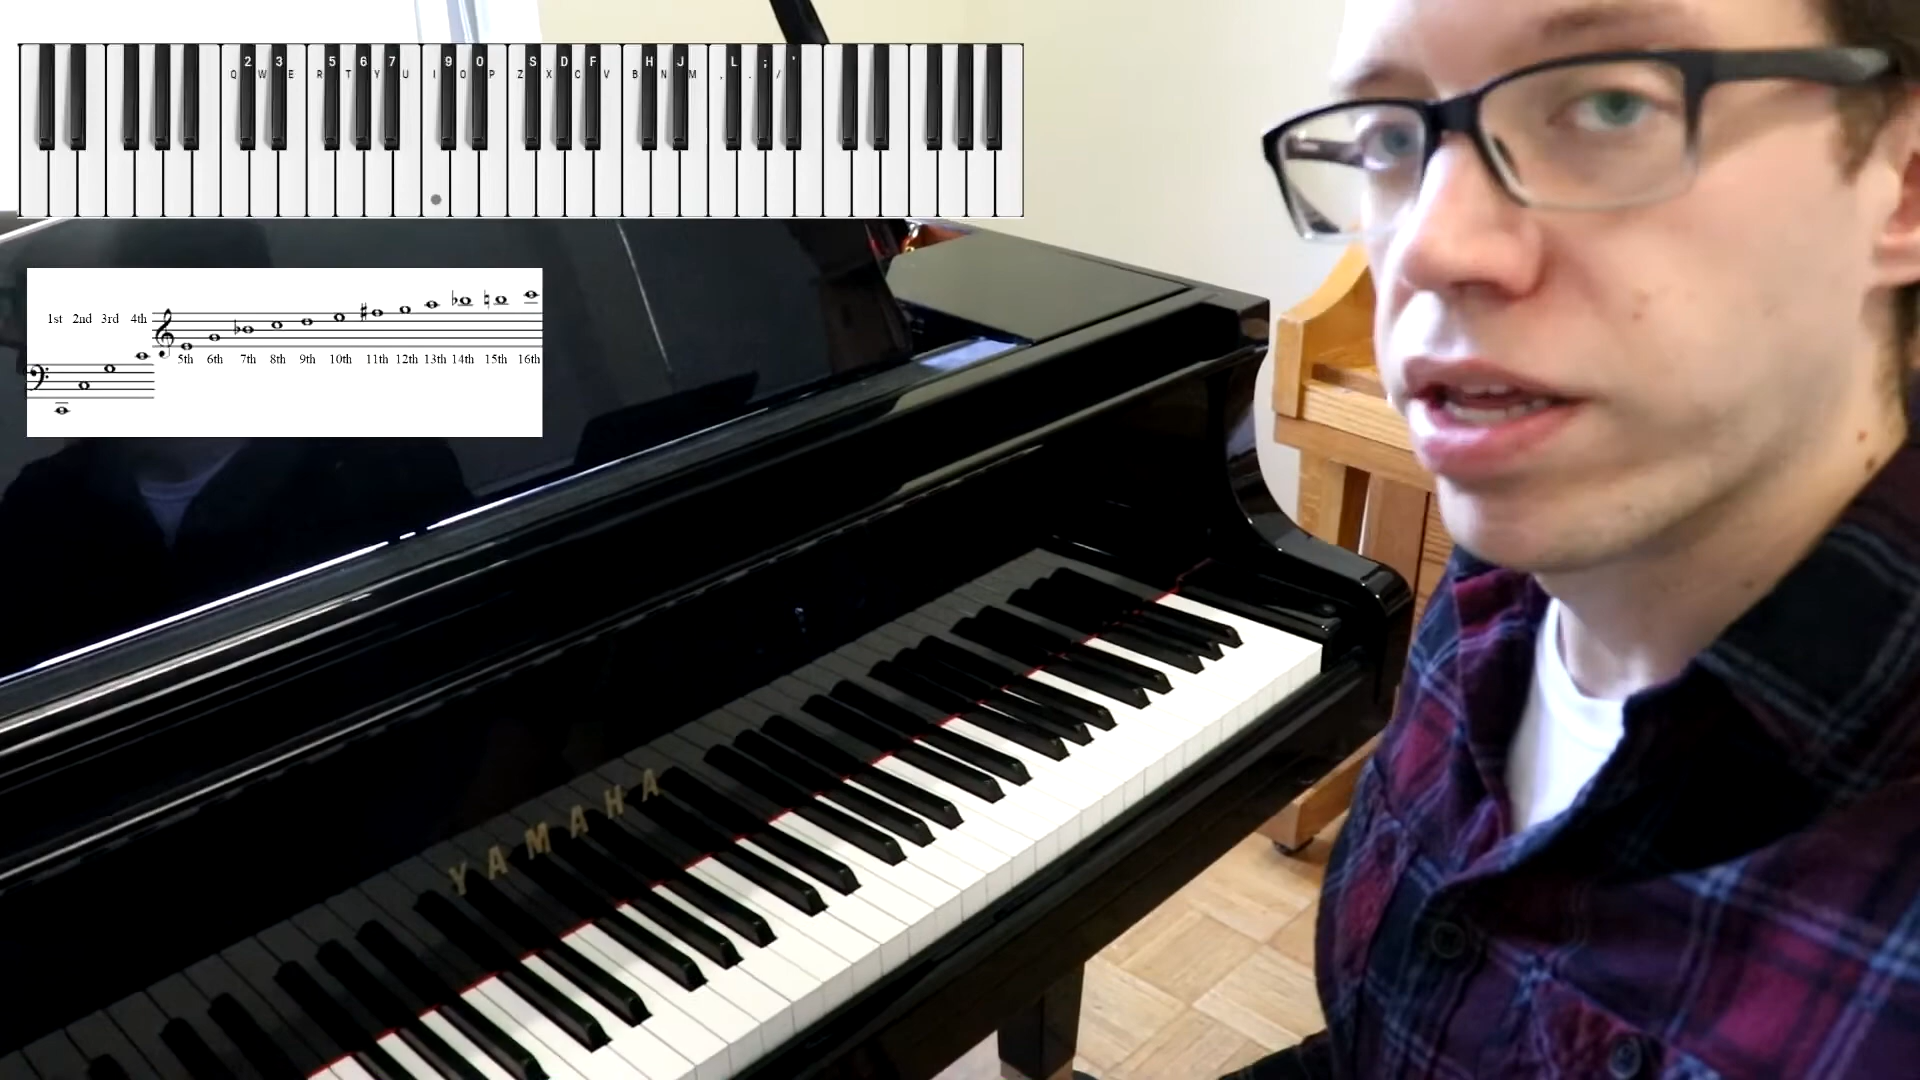 2 3 5 6 7 9 0 S D F H J L ; '
Q W E R T Y U I O P Z X C V B N M , . /
1st 2nd 3rd 4th
5th 6th 7th 8th 9th 10th 11th 12th 13th 14th 15th 16th
YAMAHA